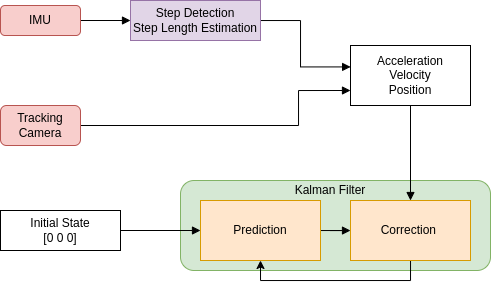 IMU
Step Detection
Step Length Estimation
Acceleration
Velocity
Position
Tracking
Camera
Kalman Filter
Initial State
[0 0 0]
Prediction
Correction